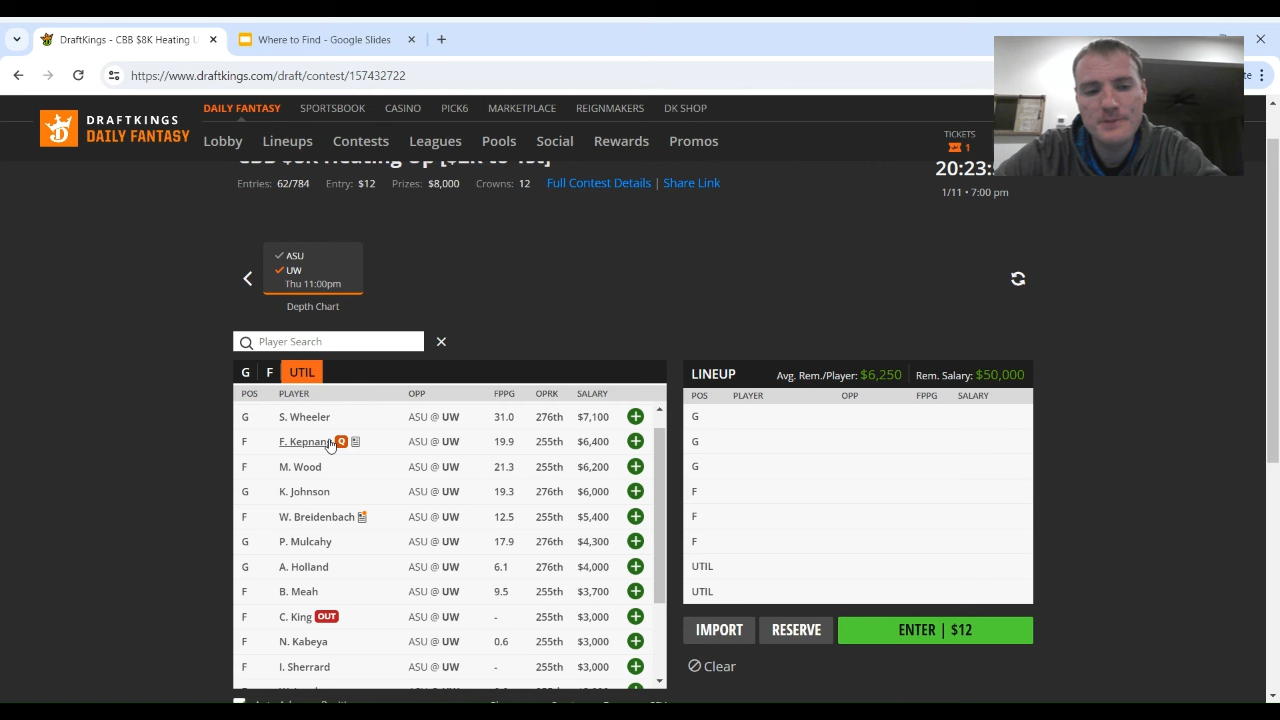 DraftKings - CBB $8K Heating U
Where to Find - Google Slides
https://www.draftkings.com/draft/contest/157432722
DRAFTKINGS
DAILY FANTASY
DAILY FANTASY SPORTSBOOK CASINO PICK6 MARKETPLACE REIGNMAKERS DK SHOP
Lobby Lineups Contests Leagues Pools Social Rewards Promos
TICKETS
1
CBB $8K Heating Up [$2K to 1st]
20:23:
Entries: 62/784 Entry: $12 Prizes: $8,000 Crowns: 12 Full Contest Details | Share Link
1/11 • 7:00 pm
ASU
UW
Thu 11:00pm
Depth Chart
Player Search
G F UTIL
POS PLAYER OPP FPPG OPRK SALARY
G S. Wheeler ASU @ UW 31.0 276th $7,100
F F. Kepnang Q ASU @ UW 19.9 255th $6,400
F M. Wood ASU @ UW 21.3 255th $6,200
G K. Johnson ASU @ UW 19.3 276th $6,000
F W. Breidenbach ASU @ UW 12.5 255th $5,400
G P. Mulcahy ASU @ UW 17.9 276th $4,300
G A. Holland ASU @ UW 6.1 276th $4,000
F B. Meah ASU @ UW 9.5 255th $3,700
F C. King OUT ASU @ UW - 255th $3,000
F N. Kabeya ASU @ UW 0.6 255th $3,000
F I. Sherrard ASU @ UW - 255th $3,000
LINEUP Avg. Rem./Player: $6,250 Rem. Salary: $50,000
POS PLAYER OPP FPPG SALARY
G
G
G
F
F
F
UTIL
UTIL
IMPORT RESERVE ENTER | $12
Clear